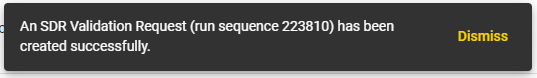 An SDR Validation Request (run sequence 223810) has been
created successfully.
Dismiss